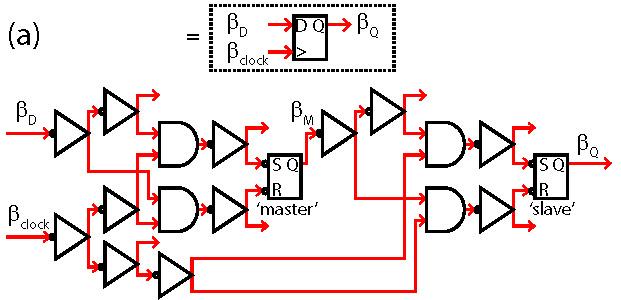 (a)
=
β_D D Q β_Q
β_clock >
β_D β_M
S Q S Q β_Q
R R
β_clock 'master' 'slave'